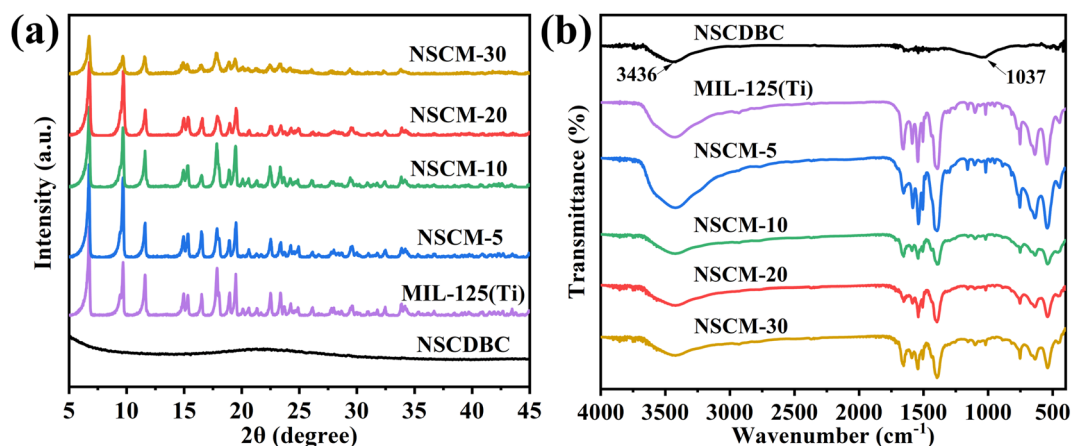 (a)
NSCM-30
NSCM-20
NSCM-10
NSCM-5
MIL-125(Ti)
NSCDBC
Intensity (a.u.)
5 10 15 20 25 30 35 40 45
2θ (degree)
(b)
NSCDBC
3436
1037
MIL-125(Ti)
NSCM-5
NSCM-10
NSCM-20
NSCM-30
Transmittance (%)
4000 3500 3000 2500 2000 1500 1000 500
Wavenumber (cm⁻¹)